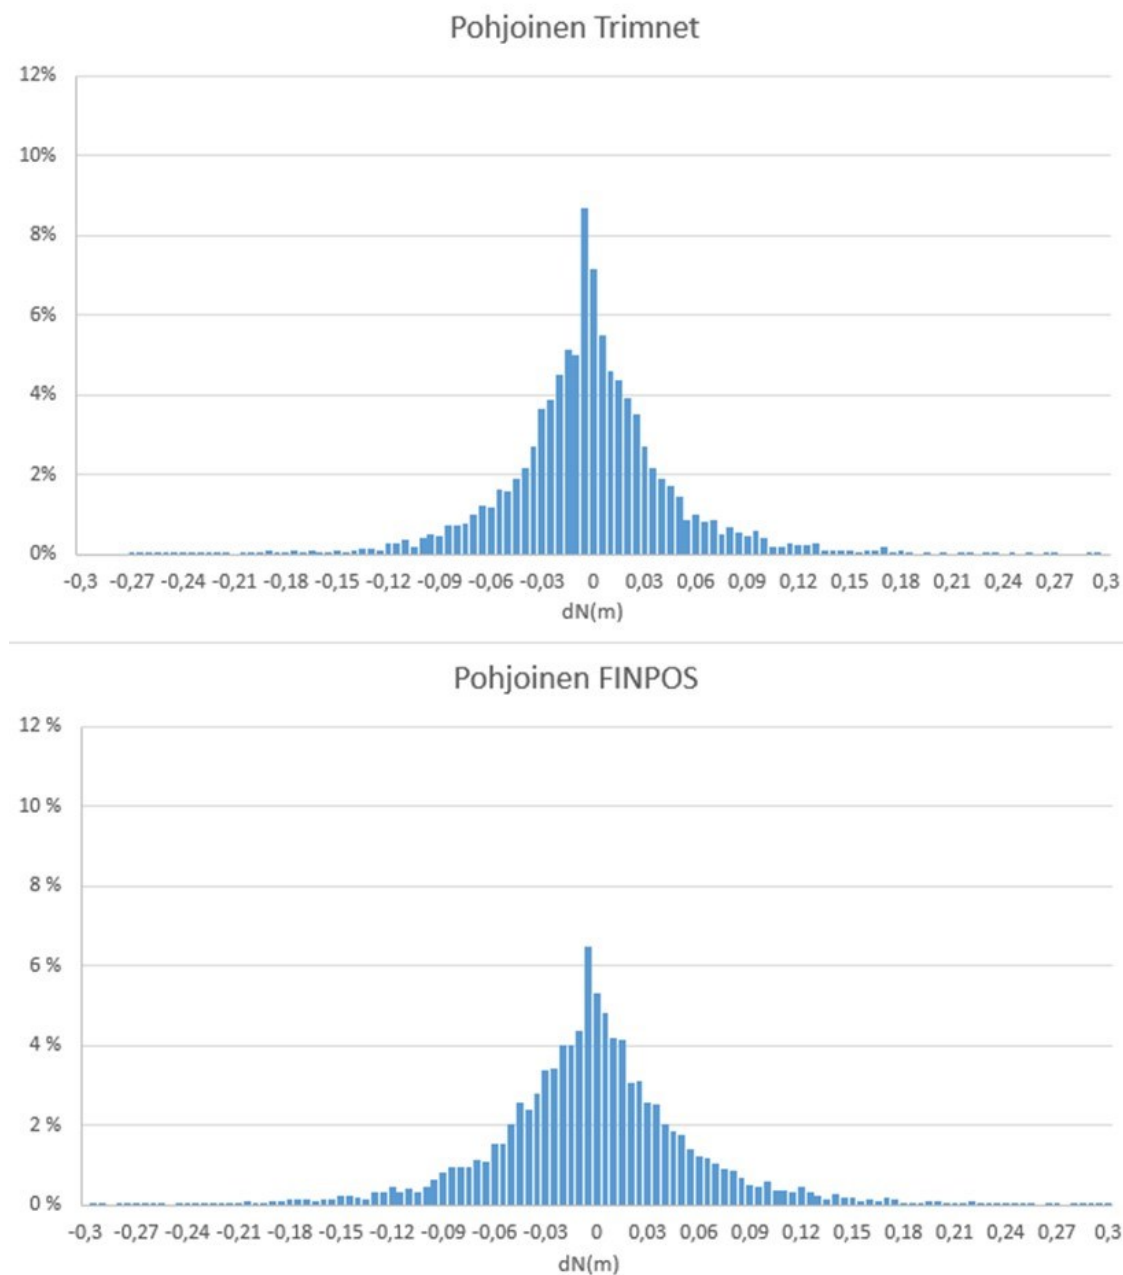 Pohjoinen Trimnet
12%
10%
8%
6%
4%
2%
0%
-0,3 -0,27 -0,24 -0,21 -0,18 -0,15 -0,12 -0,09 -0,06 -0,03 0 0,03 0,06 0,09 0,12 0,15 0,18 0,21 0,24 0,27 0,3
dN(m)
Pohjoinen FINPOS
12 %
10 %
8 %
6 %
4 %
2 %
0 %
-0,3 -0,27 -0,24 -0,21 -0,18 -0,15 -0,12 -0,09 -0,06 -0,03 0 0,03 0,06 0,09 0,12 0,15 0,18 0,21 0,24 0,27 0,3
dN(m)